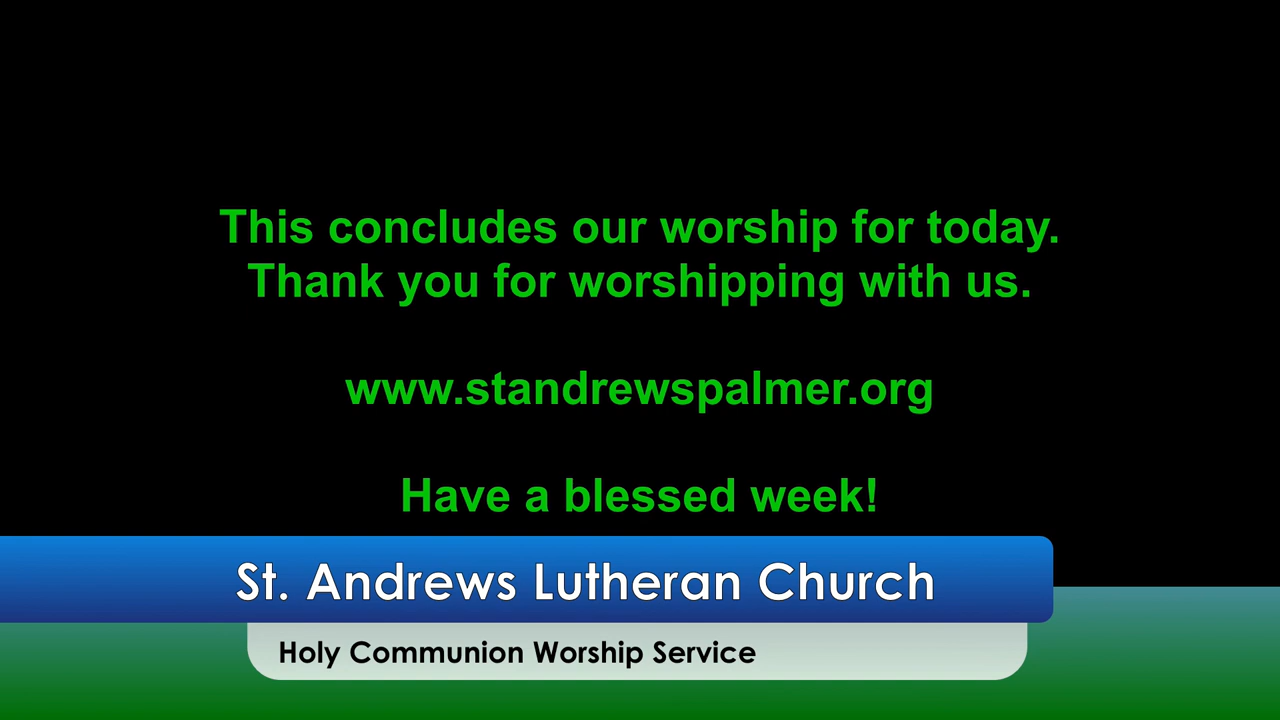 This concludes our worship for today.
Thank you for worshipping with us.
www.standrewspalmer.org
Have a blessed week!
St. Andrews Lutheran Church
Holy Communion Worship Service